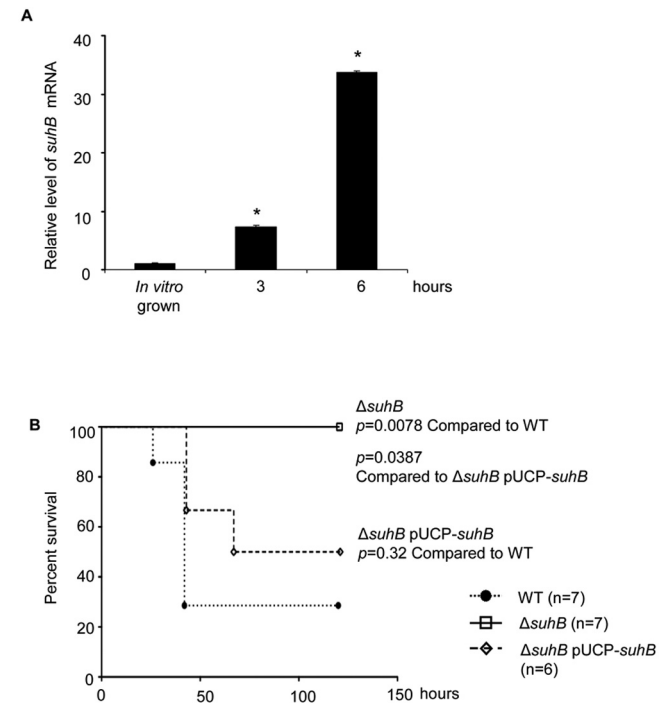 A
Relative level of suhB mRNA
40
30
20
10
0
*
*
In vitro
grown
3
6
hours
B
Percent survival
100
80
60
40
20
0
0
50
100
150
hours
ΔsuhB
p=0.0078 Compared to WT
p=0.0387
Compared to ΔsuhB pUCP-suhB
ΔsuhB pUCP-suhB
p=0.32 Compared to WT
WT (n=7)
ΔsuhB (n=7)
ΔsuhB pUCP-suhB
(n=6)